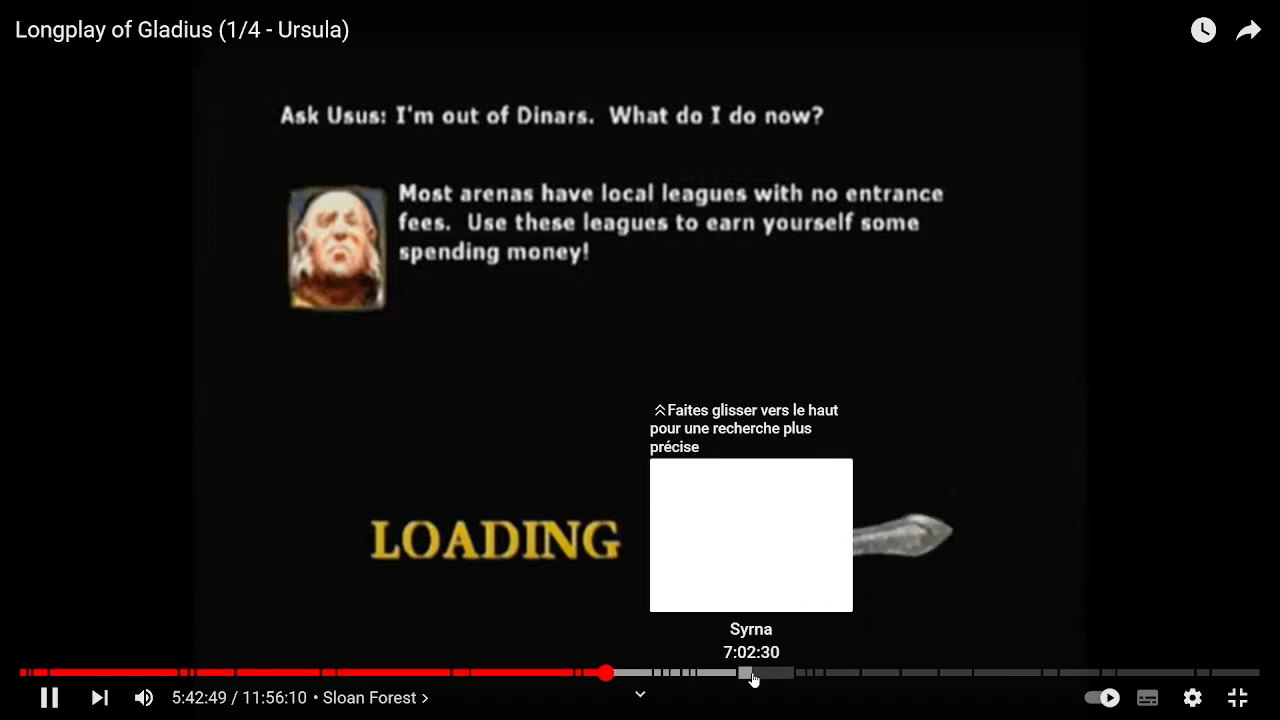 Longplay of Gladius (1/4 - Ursula)
Ask Usus: I'm out of Dinars. What do I do now?
Most arenas have local leagues with no entrance
fees. Use these leagues to earn yourself some
spending money!
Faites glisser vers le haut
pour une recherche plus
précise
LOADING
Syrna
7:02:30
5:42:49 / 11:56:10 • Sloan Forest